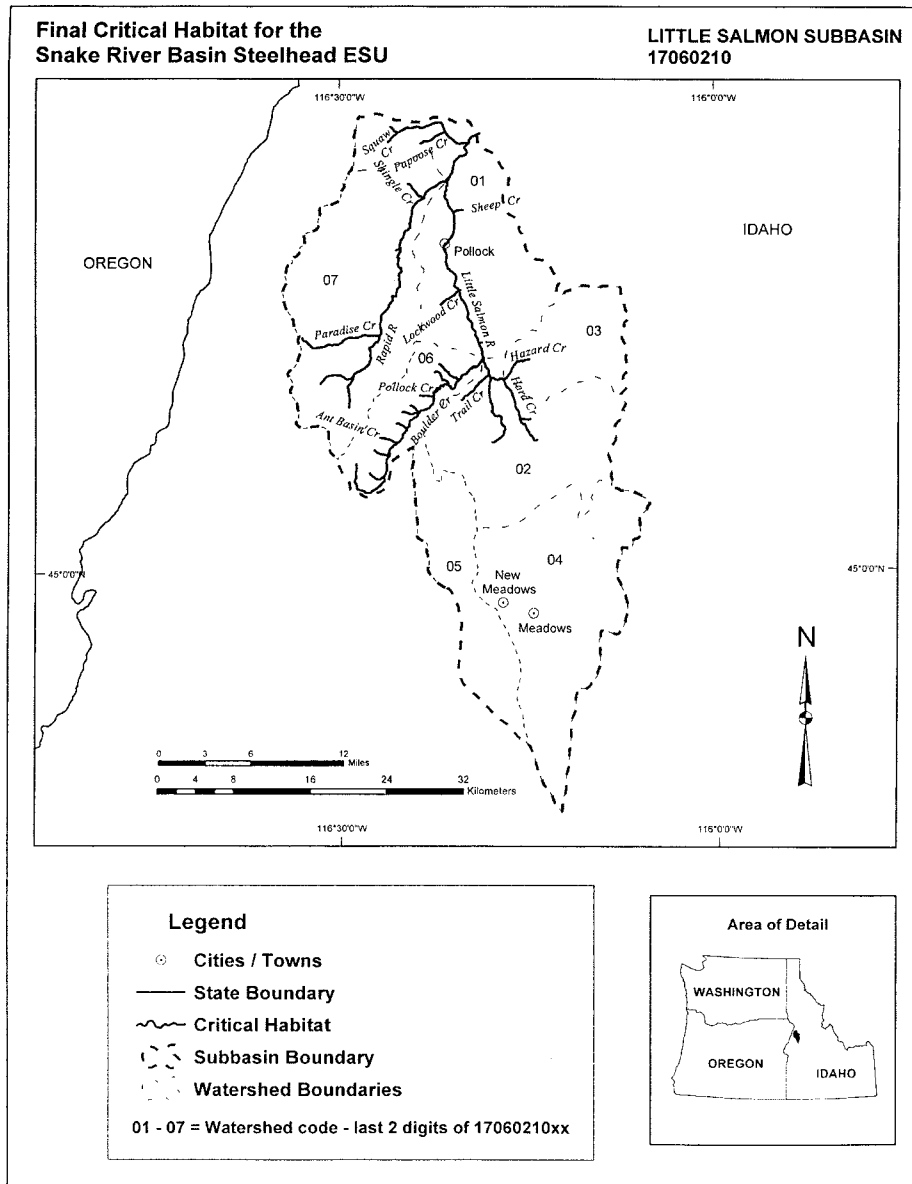 Final Critical Habitat for the
Snake River Basin Steelhead ESU
LITTLE SALMON SUBBASIN
17060210
116°30'0"W
116°0'0"W
Squaw
Cr
Papoose Cr
Shingle Cr
01
Sheep Cr
IDAHO
OREGON
Pollock
07
Little Salmon R
Lockwood Cr
Paradise Cr
Rapid R
03
06
Hazard Cr
Pollock Cr
Hard Cr
Ant Basin Cr
Boulder Cr
Trail Cr
02
05
04
45°0'0"N
45°0'0"N
New
Meadows
Meadows
N
0 3 6 12
Miles
0 4 8 16 24 32
Kilometers
116°30'0"W
116°0'0"W
Legend
Cities / Towns
State Boundary
Critical Habitat
Subbasin Boundary
Watershed Boundaries
01 - 07 = Watershed code - last 2 digits of 17060210xx
Area of Detail
WASHINGTON
OREGON
IDAHO